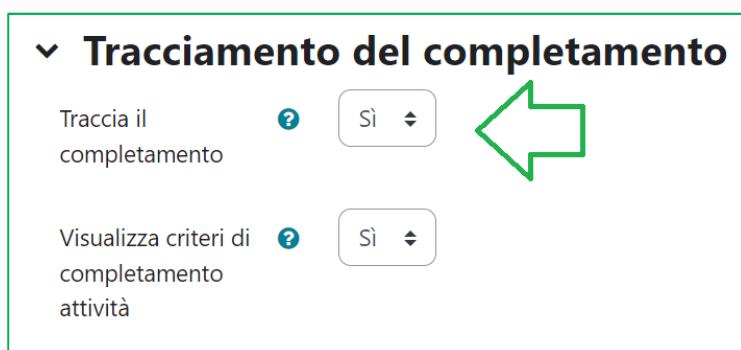 Tracciamento del completamento
Traccia il
completamento
Sì
Visualizza criteri di
completamento
attività
Sì